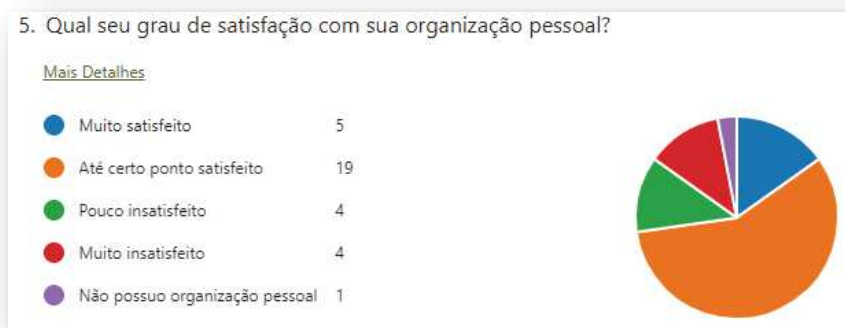 5. Qual seu grau de satisfação com sua organização pessoal?
Mais Detalhes
Muito satisfeito 5
Até certo ponto satisfeito 19
Pouco insatisfeito 4
Muito insatisfeito 4
Não possuo organização pessoal 1